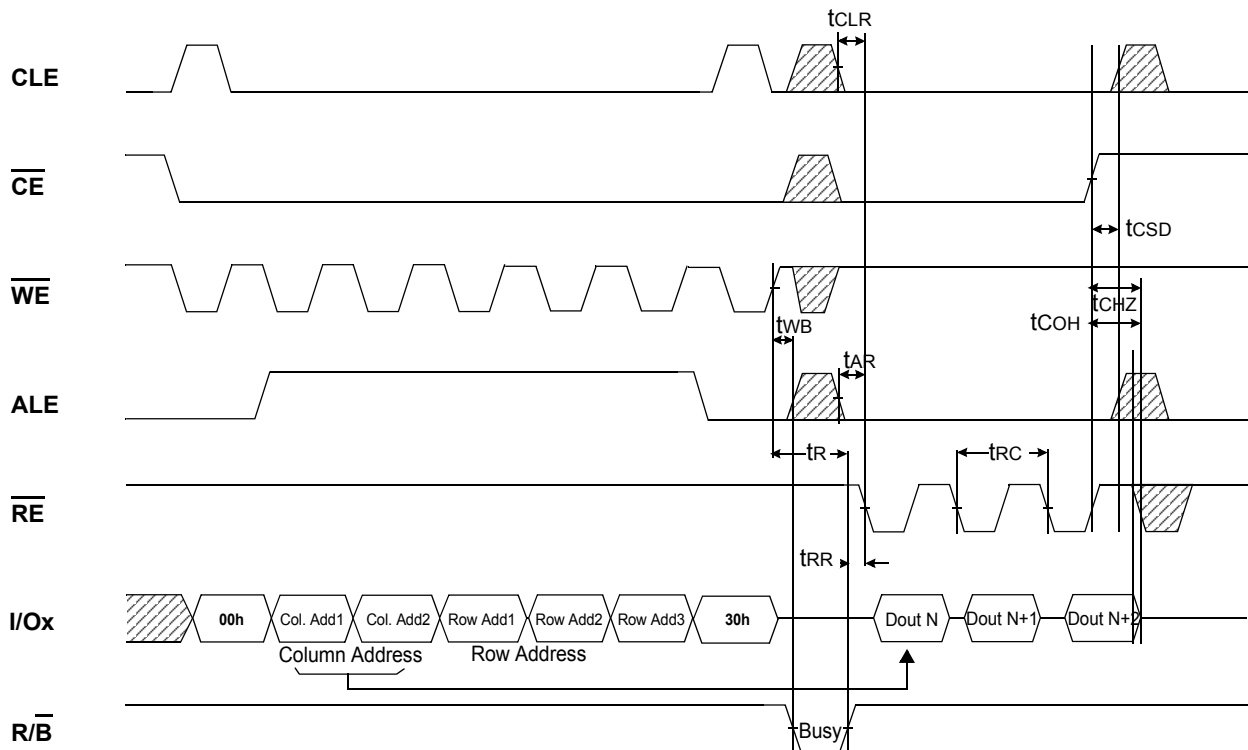 tCLR
CLE
CE
tCSD
WE
tCHZ
tWB
tCOH
tAR
ALE
tR
tRC
RE
tRR
I/Ox
00h
Col. Add1
Col. Add2
Row Add1
Row Add2
Row Add3
30h
Dout N
Dout N+1
Dout N+2
Column Address
Row Address
R/B
Busy